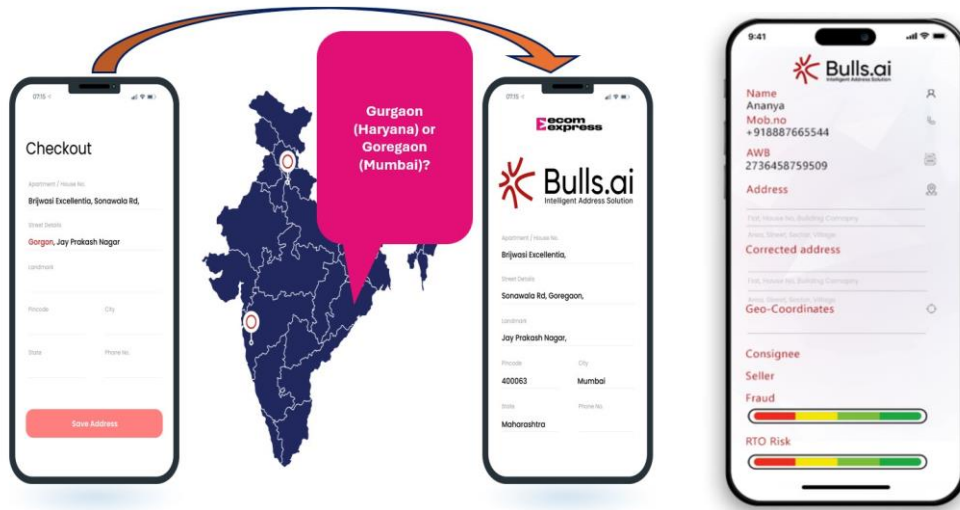 07:15
Checkout
Apartment / House No.
Brijwasi Excellentia, Sonawala Rd,
Street Details
Gorgon, Jay Prakash Nagar
Landmark
Pincode City
State Phone No.
Save Address
Gurgaon
(Haryana) or
Goregaon
(Mumbai)?
07:15
ecom
express
Bulls.ai
Intelligent Address Solution
Apartment / House No.
Brijwasi Excellentia,
Street Details
Sonawala Rd, Goregaon,
Landmark
Jay Prakash Nagar,
Pincode City
400063 Mumbai
State Phone No.
Maharashtra
9:41
Bulls.ai
Intelligent Address Solution
Name
Ananya
Mob.no
+918887665544
AWB
2736458759509
Address
Flat, House No, Building Company
Area, Street, Sector, Village
Corrected address
Flat, House No, Building Company
Area, Street, Sector, Village
Geo-Coordinates
Consignee
Seller
Fraud
RTO Risk